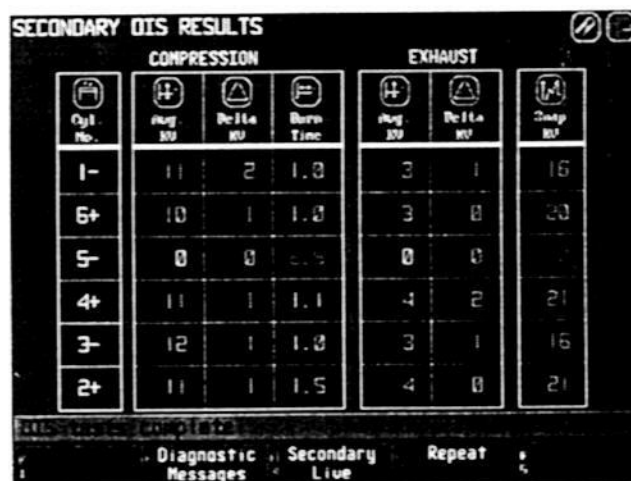 SECONDARY DIS RESULTS
COMPRESSION EXHAUST
Cyl. No. Avg. KV Delta KV Burn Time Avg. KV Delta KV Snap KV
1- 11 2 1.0 3 1 16
6+ 10 1 1.0 3 0 20
5- 0 0 0 0
4+ 11 1 1.1 4 2 21
3- 12 1 1.0 3 1 16
2+ 11 1 1.5 4 0 21
DIS tests complete
Diagnostic Messages Secondary Live Repeat